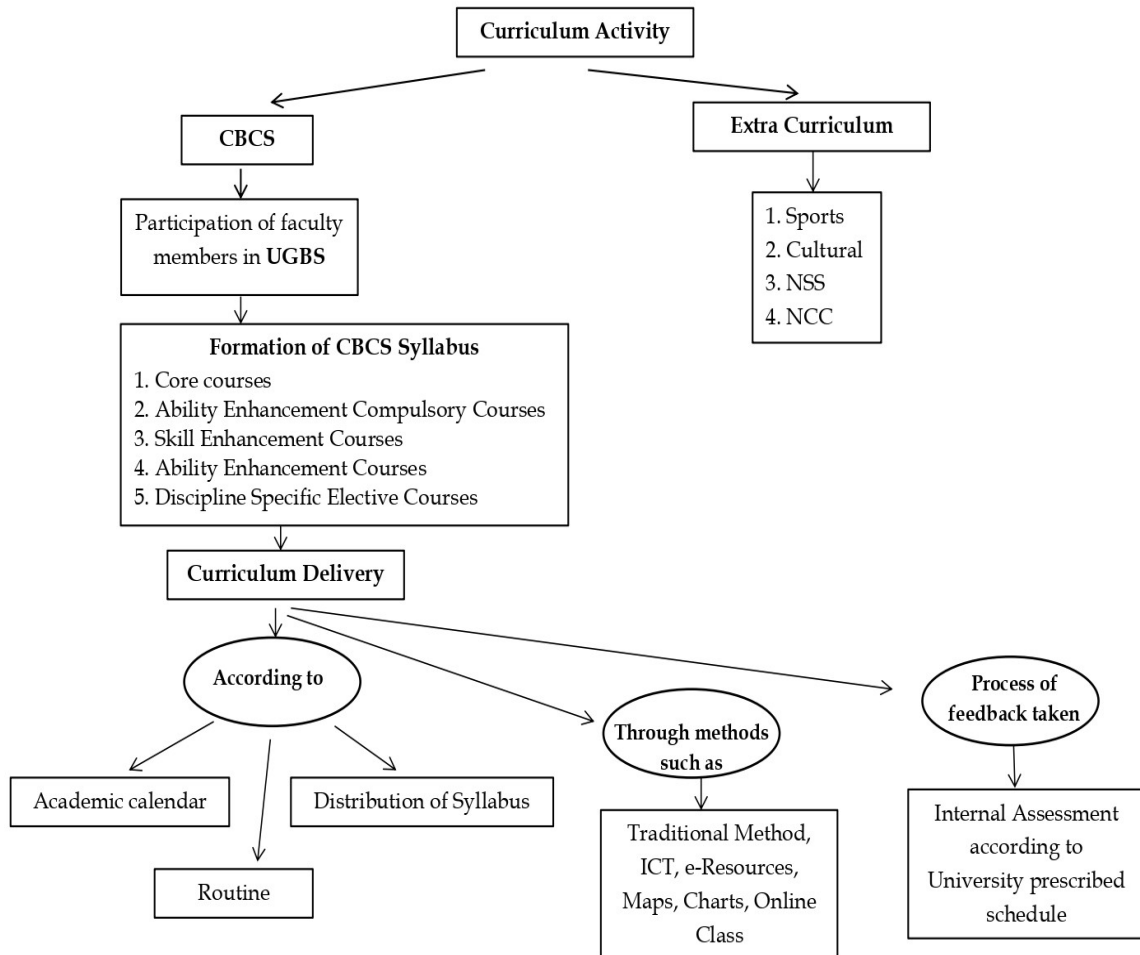 Curriculum Activity
CBCS
Extra Curriculum
Participation of faculty
members in UGBS
1. Sports
2. Cultural
3. NSS
4. NCC
Formation of CBCS Syllabus
1. Core courses
2. Ability Enhancement Compulsory Courses
3. Skill Enhancement Courses
4. Ability Enhancement Courses
5. Discipline Specific Elective Courses
Curriculum Delivery
According to
Through methods
such as
Process of
feedback taken
Academic calendar
Distribution of Syllabus
Routine
Traditional Method,
ICT, e-Resources,
Maps, Charts, Online
Class
Internal Assessment
according to
University prescribed
schedule